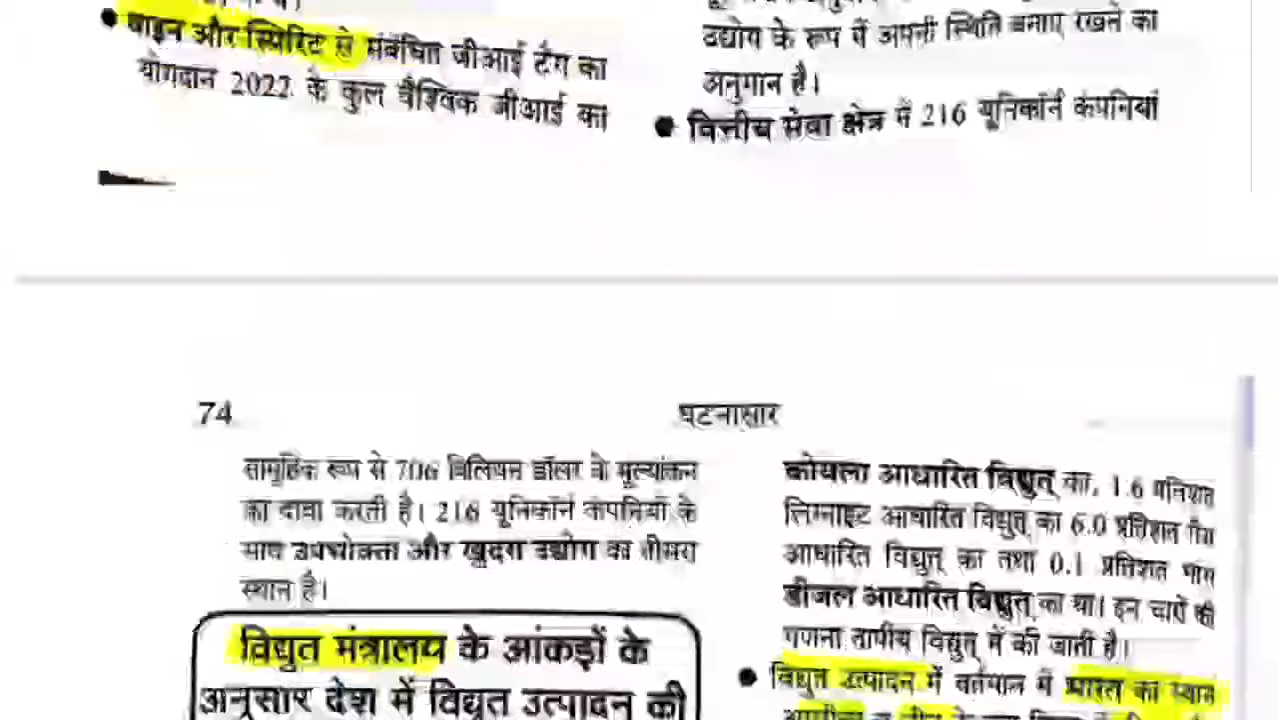 वाइन और स्पिरिट से संबंधित जीआई टैग का
योगदान 2022 के कुल वैश्विक जीआई का
उद्योग के रूप में अपनी स्थिति बनाए रखने का
अनुमान है।
वित्तीय सेवा क्षेत्र में 216 यूनिकॉर्न कंपनियां
74
घटनासार
सामूहिक रूप से 706 बिलियन डॉलर के मूल्यांकन
का दावा करती है। 216 यूनिकॉर्न कंपनियों के
साथ उपभोक्ता और खुदरा उद्योग का तीसरा
स्थान है।
विद्युत मंत्रालय के आंकड़ों के
अनुसार देश में विद्युत उत्पादन की
कोयला आधारित विद्युत् का, 1.6 प्रतिशत
लिग्नाइट आधारित विद्युत् का 6.0 प्रतिशत गैस
आधारित विद्युत् का तथा 0.1 प्रतिशत भाग
डीजल आधारित विद्युत् का था। इन चारों की
गणना तापीय विद्युत् में की जाती है।
विद्युत उत्पादन में वर्तमान में भारत का स्थान